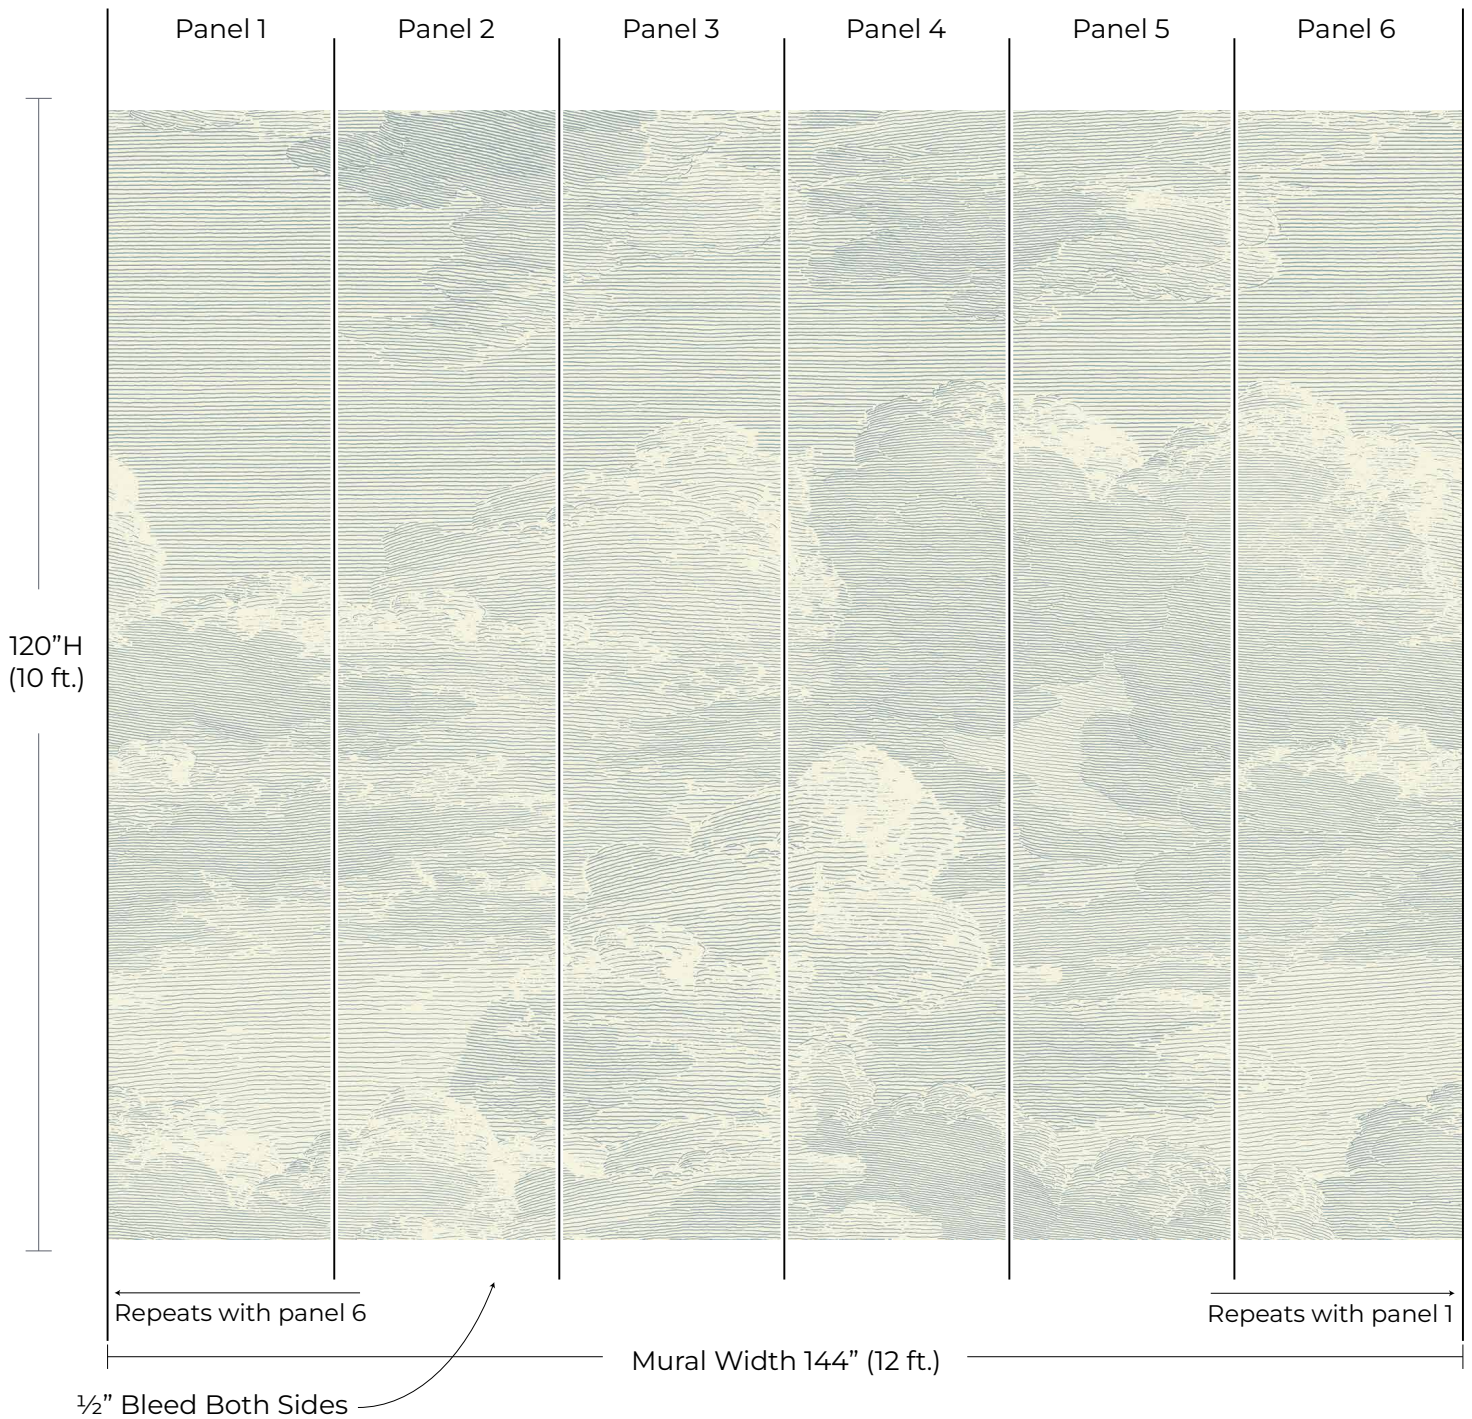 Panel 1
Panel 2
Panel 3
Panel 4
Panel 5
Panel 6
120”H
(10 ft.)
Repeats with panel 6
Repeats with panel 1
Mural Width 144” (12 ft.)
½” Bleed Both Sides